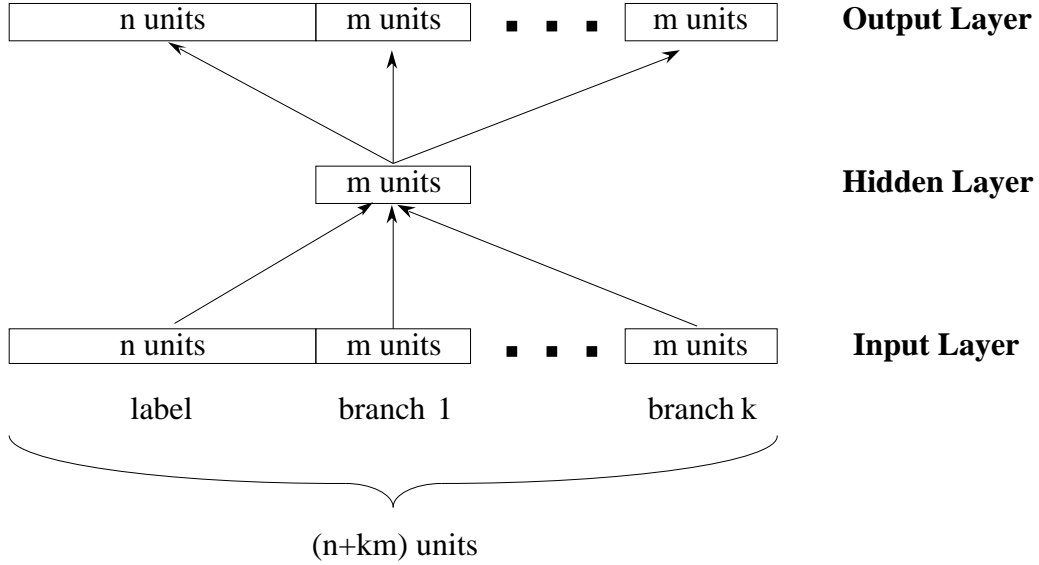 n units m units m units Output Layer
m units Hidden Layer
n units m units m units Input Layer
label branch 1 branch k
(n+km) units